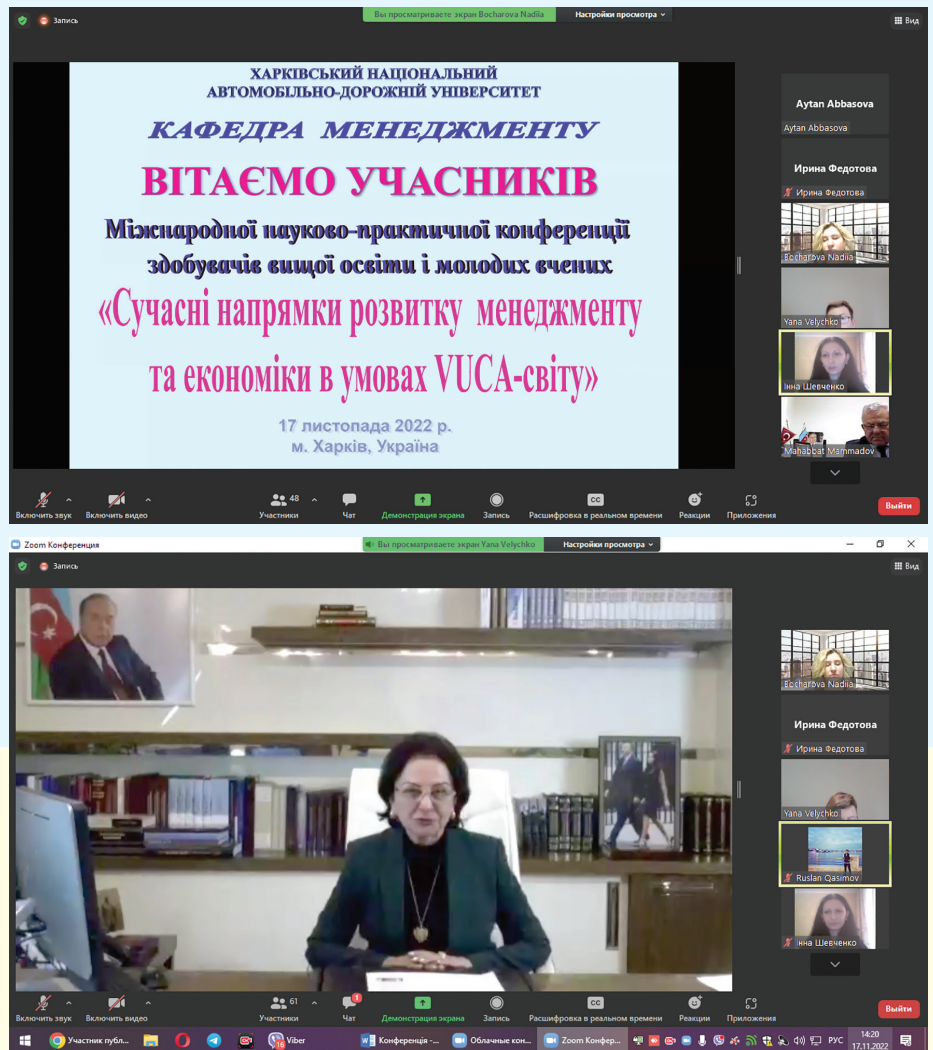 Запись
Вы просматриваете экран Bocharova Nadiia
Настройки просмотра
Вид
ХАРКІВСЬКИЙ НАЦІОНАЛЬНИЙ
АВТОМОБІЛЬНО-ДОРОЖНІЙ УНІВЕРСИТЕТ
КАФЕДРА МЕНЕДЖМЕНТУ
ВІТАЄМО УЧАСНИКІВ
Міжнародної науково-практичної конференції
здобувачів вищої освіти і молодих вчених
«Сучасні напрямки розвитку менеджменту
та економіки в умовах VUCA-світу»
17 листопада 2022 р.
м. Харків, Україна
Aytan Abbasova
Aytan Abbasova
Ирина Федотова
Ирина Федотова
Bocharova Nadiia
Yana Velychko
Інна Шевченко
Mahabbat Mammadov
Включить звук
Включить видео
48
Участники
Чат
Демонстрация экрана
Запись
CC
Расшифровка в реальном времени
Реакции
Приложения
Выйти
Zoom Конференция
Вы просматриваете экран Yana Velychko
Настройки просмотра
Запись
Вид
Bocharova Nadiia
Ирина Федотова
Ирина Федотова
Yana Velychko
Ruslan Qasimov
Інна Шевченко
Включить звук
Включить видео
61
Участники
1
Чат
Демонстрация экрана
Запись
CC
Расшифровка в реальном времени
Реакции
Приложения
Выйти
Участник публ...
16
Viber
Конференція -...
Облачные кон...
Zoom Конфер...
РУС
14:20
17.11.2022